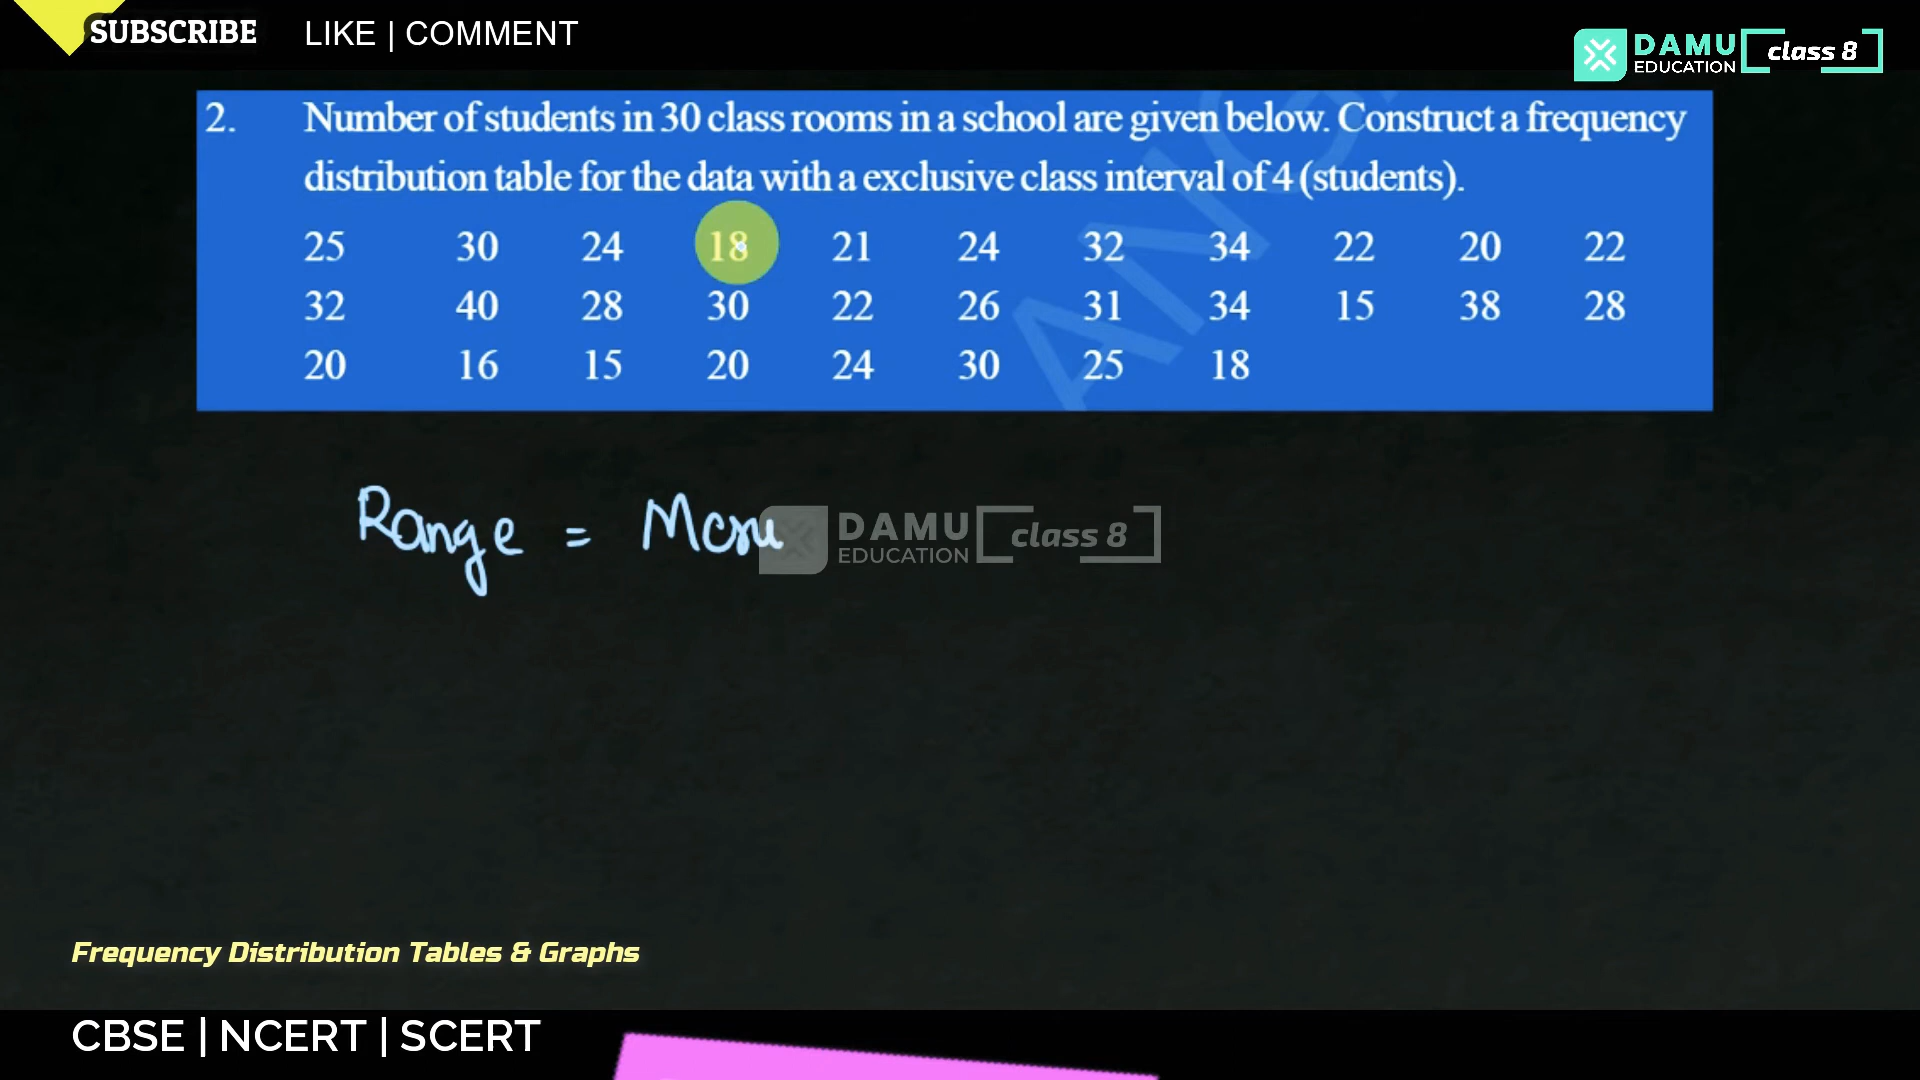 SUBSCRIBE LIKE | COMMENT
DAMU EDUCATION class 8
2. Number of students in 30 class rooms in a school are given below. Construct a frequency
distribution table for the data with a exclusive class interval of 4 (students).
25 30 24 18 21 24 32 34 22 20 22
32 40 28 30 22 26 31 34 15 38 28
20 16 15 20 24 30 25 18
Range =
DAMU EDUCATION class 8
Frequency Distribution Tables & Graphs
CBSE | NCERT | SCERT